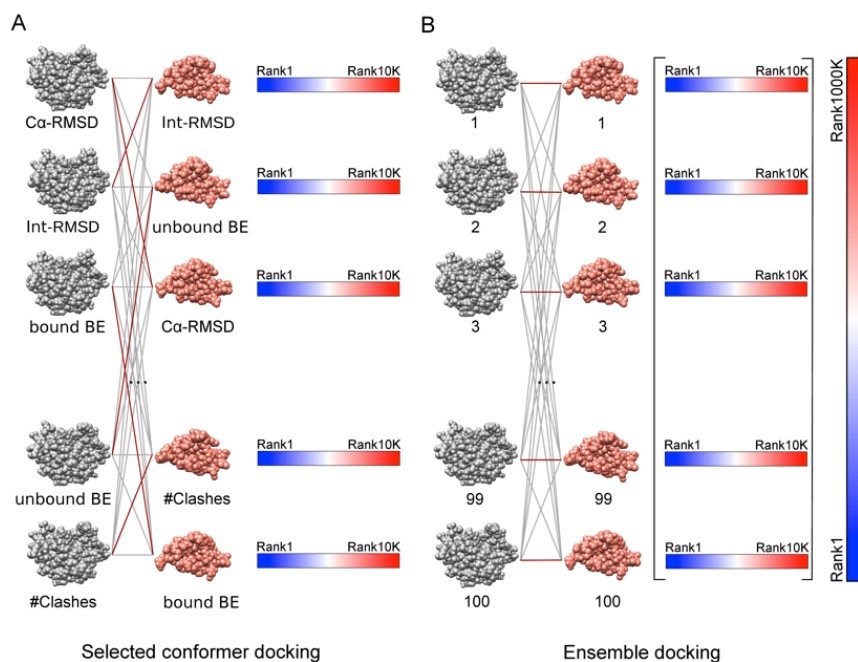 A
Cα-RMSD
Int-RMSD
Rank1
Rank10K
Int-RMSD
unbound BE
Rank1
Rank10K
bound BE
Cα-RMSD
Rank1
Rank10K
...
unbound BE
#Clashes
Rank1
Rank10K
#Clashes
bound BE
Rank1
Rank10K
Selected conformer docking
B
1
1
Rank1
Rank10K
2
2
Rank1
Rank10K
3
3
Rank1
Rank10K
...
99
99
Rank1
Rank10K
100
100
Rank1
Rank10K
Rank1000K
Rank1
Ensemble docking